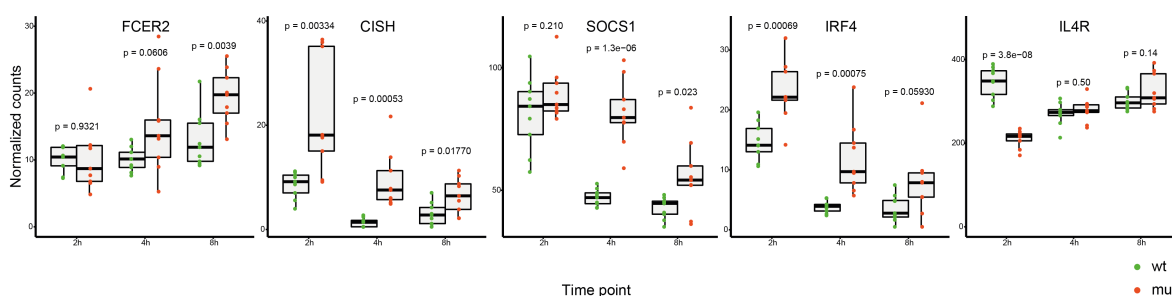 FCER2
CISH
SOCS1
IRF4
IL4R
Normalized counts
30
20
10
0
p = 0.9321
p = 0.0606
p = 0.0039
2h
4h
8h
40
20
0
p = 0.00334
p = 0.00053
p = 0.01770
2h
4h
8h
100
50
p = 0.210
p = 1.3e−06
p = 0.023
2h
4h
8h
30
20
10
0
p = 0.00069
p = 0.00075
p = 0.05930
2h
4h
8h
400
200
0
p = 3.8e−08
p = 0.50
p = 0.14
2h
4h
8h
Time point
wt
mu